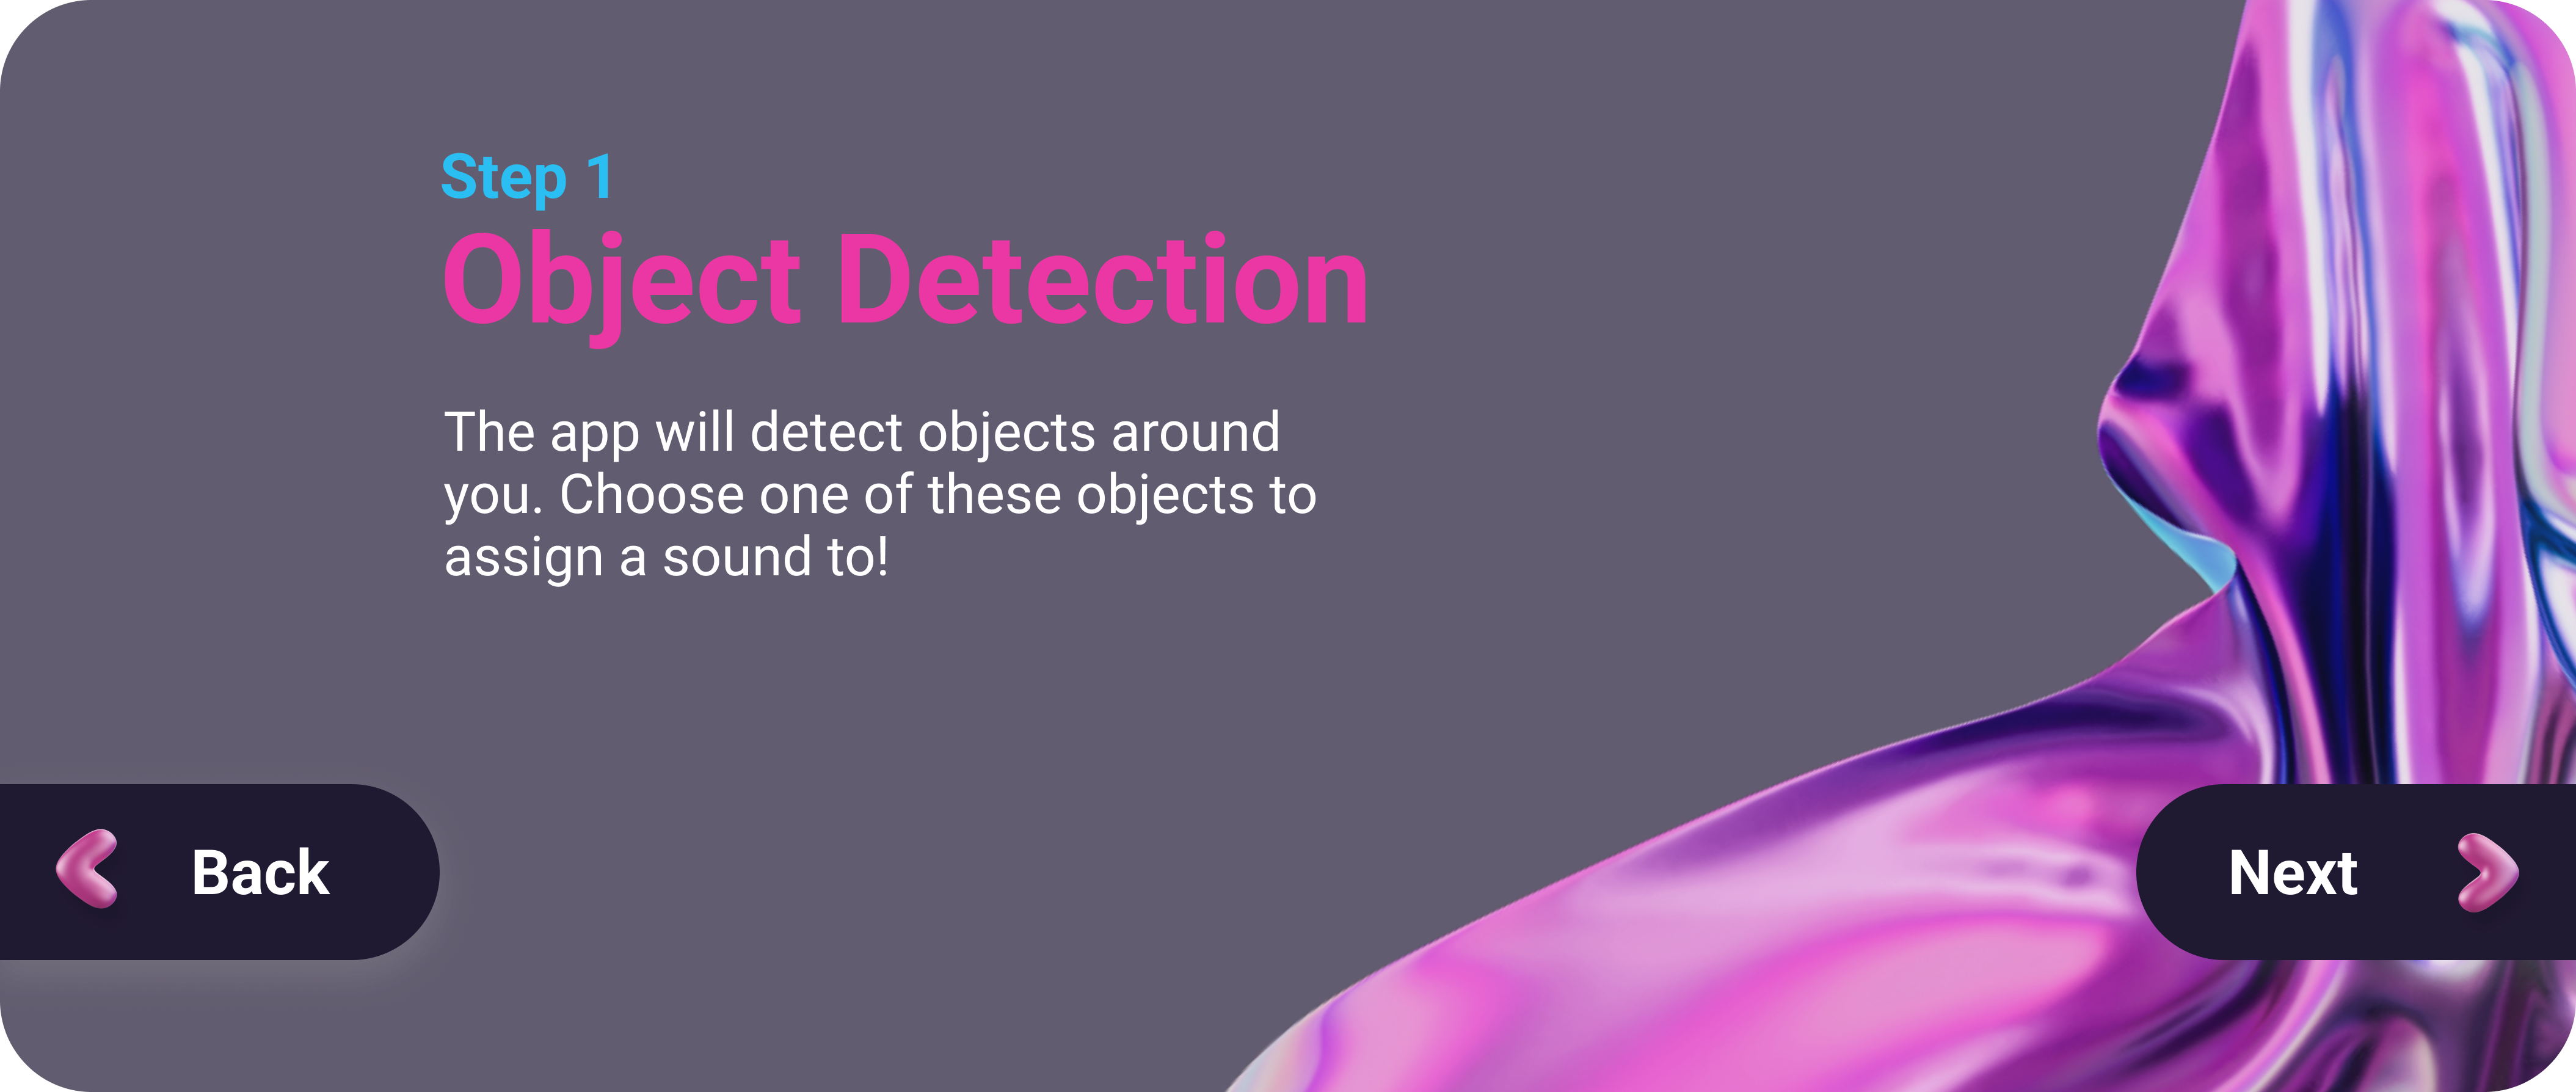 Step 1
Object Detection
The app will detect objects around
you. Choose one of these objects to
assign a sound to!
Back
Next